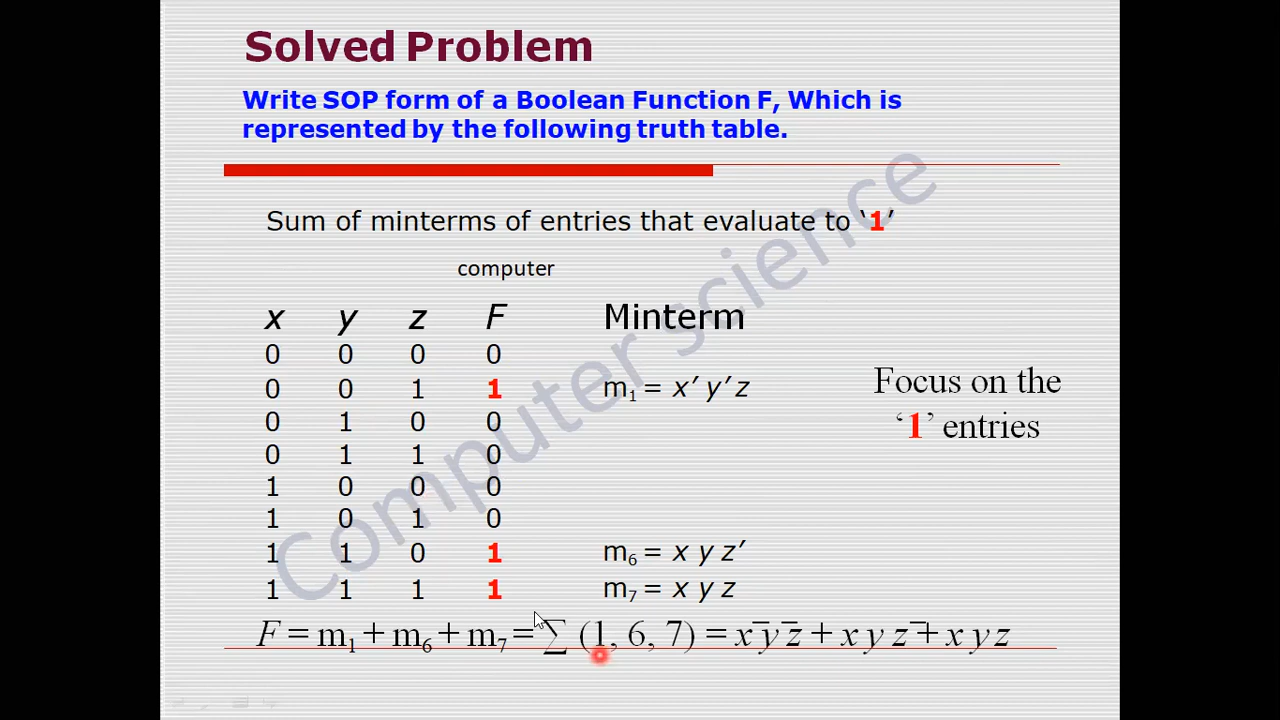 Solved Problem
Write SOP form of a Boolean Function F, Which is
represented by the following truth table.
Sum of minterms of entries that evaluate to ‘1’
computer
x y z F Minterm
0 0 0 0
0 0 1 1 m₁ = x′ y′ z
0 1 0 0
0 1 1 0
1 0 0 0
1 0 1 0
1 1 0 1 m₆ = x y z′
1 1 1 1 m₇ = x y z
Focus on the
‘1’ entries
F = m₁ + m₆ + m₇ = ∑ (1, 6, 7) = x̅ y̅ z + x y z̅ + x y z
Computer science